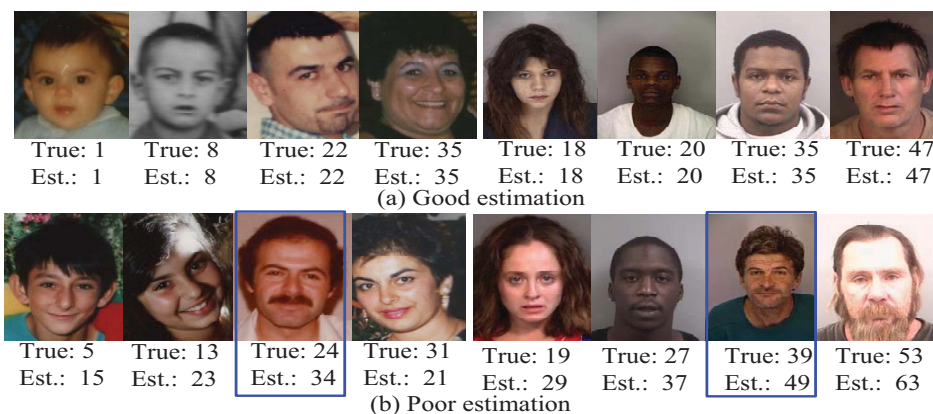 True: 1 True: 8 True: 22 True: 35 True: 18 True: 20 True: 35 True: 47
Est.: 1 Est.: 8 Est.: 22 Est.: 35 Est.: 18 Est.: 20 Est.: 35 Est.: 47
(a) Good estimation
True: 5 True: 13 True: 24 True: 31 True: 19 True: 27 True: 39 True: 53
Est.: 15 Est.: 23 Est.: 34 Est.: 21 Est.: 29 Est.: 37 Est.: 49 Est.: 63
(b) Poor estimation